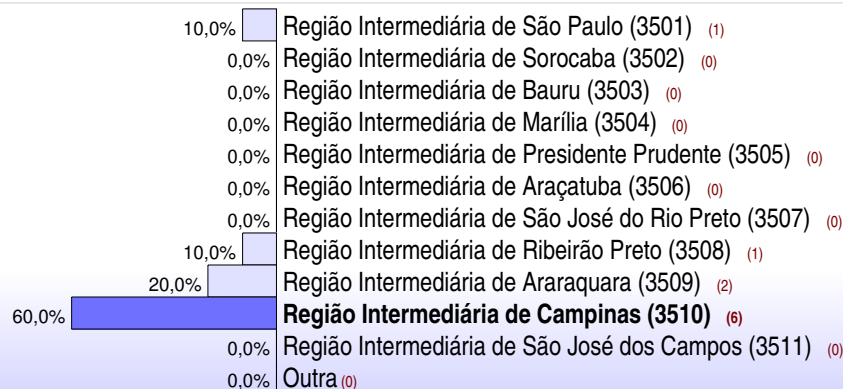 10,0% Região Intermediária de São Paulo (3501) (1)
0,0% Região Intermediária de Sorocaba (3502) (0)
0,0% Região Intermediária de Bauru (3503) (0)
0,0% Região Intermediária de Marília (3504) (0)
0,0% Região Intermediária de Presidente Prudente (3505) (0)
0,0% Região Intermediária de Araçatuba (3506) (0)
0,0% Região Intermediária de São José do Rio Preto (3507) (0)
10,0% Região Intermediária de Ribeirão Preto (3508) (1)
20,0% Região Intermediária de Araraquara (3509) (2)
60,0% Região Intermediária de Campinas (3510) (6)
0,0% Região Intermediária de São José dos Campos (3511) (0)
0,0% Outra (0)